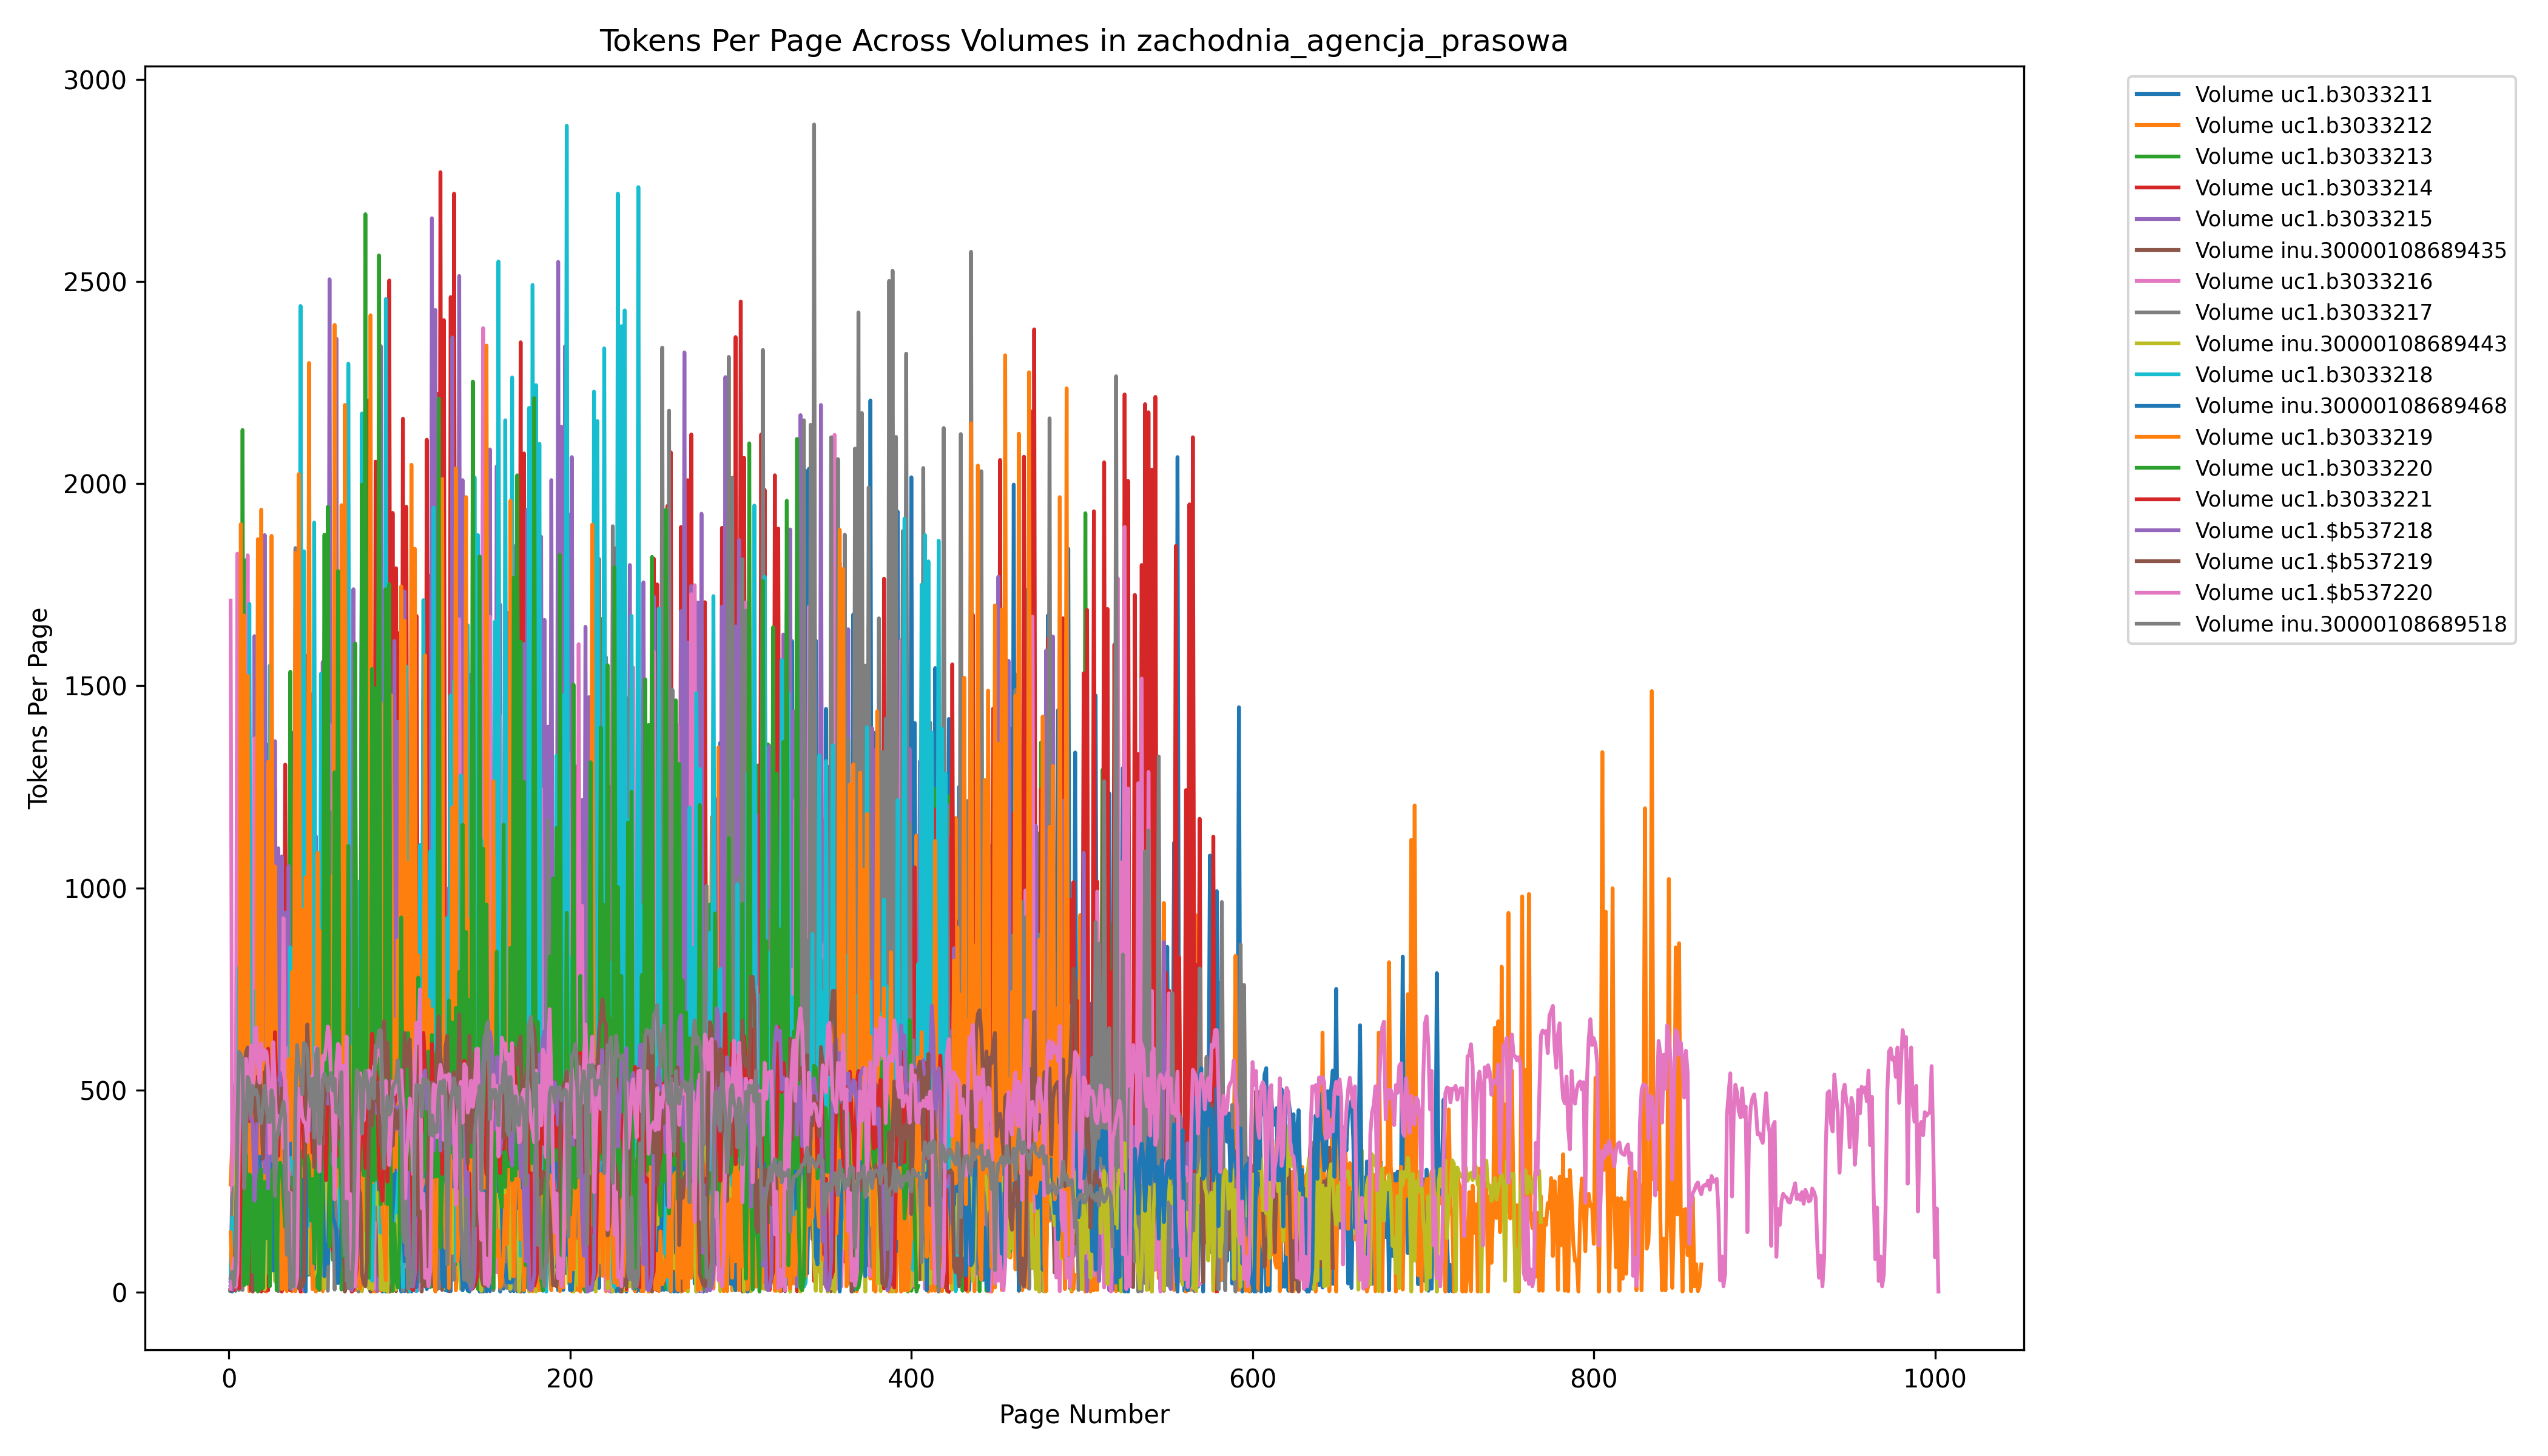 Tokens Per Page Across Volumes in zachodnia_agencja_prasowa
3000
2500
2000
1500
1000
500
0
Tokens Per Page
0 200 400 600 800 1000
Page Number
Volume uc1.b3033211
Volume uc1.b3033212
Volume uc1.b3033213
Volume uc1.b3033214
Volume uc1.b3033215
Volume inu.30000108689435
Volume uc1.b3033216
Volume uc1.b3033217
Volume inu.30000108689443
Volume uc1.b3033218
Volume inu.30000108689468
Volume uc1.b3033219
Volume uc1.b3033220
Volume uc1.b3033221
Volume uc1.$b537218
Volume uc1.$b537219
Volume uc1.$b537220
Volume inu.30000108689518